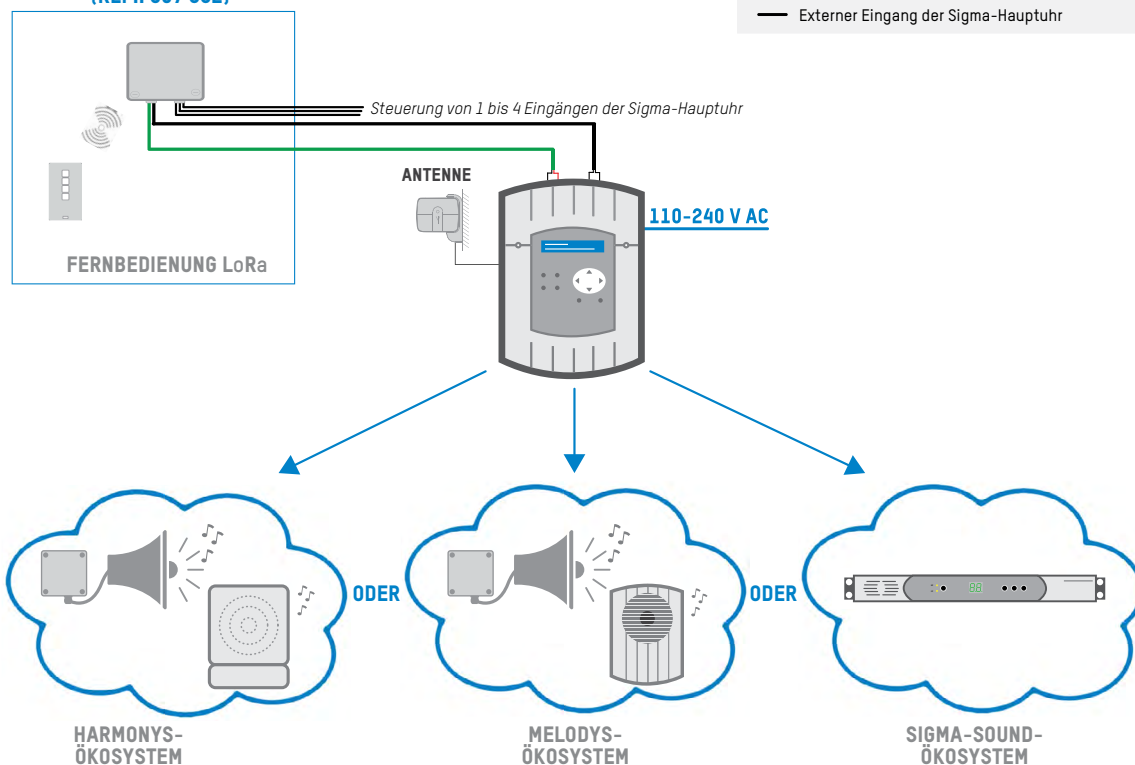 Externer Eingang der Sigma-Hauptuhr
Steuerung von 1 bis 4 Eingängen der Sigma-Hauptuhr
ANTENNE
110-240 V AC
FERNBEDIENUNG LoRa
ODER
ODER
HARMONYS-
ÖKOSYSTEM
MELODYS-
ÖKOSYSTEM
SIGMA-SOUND-
ÖKOSYSTEM